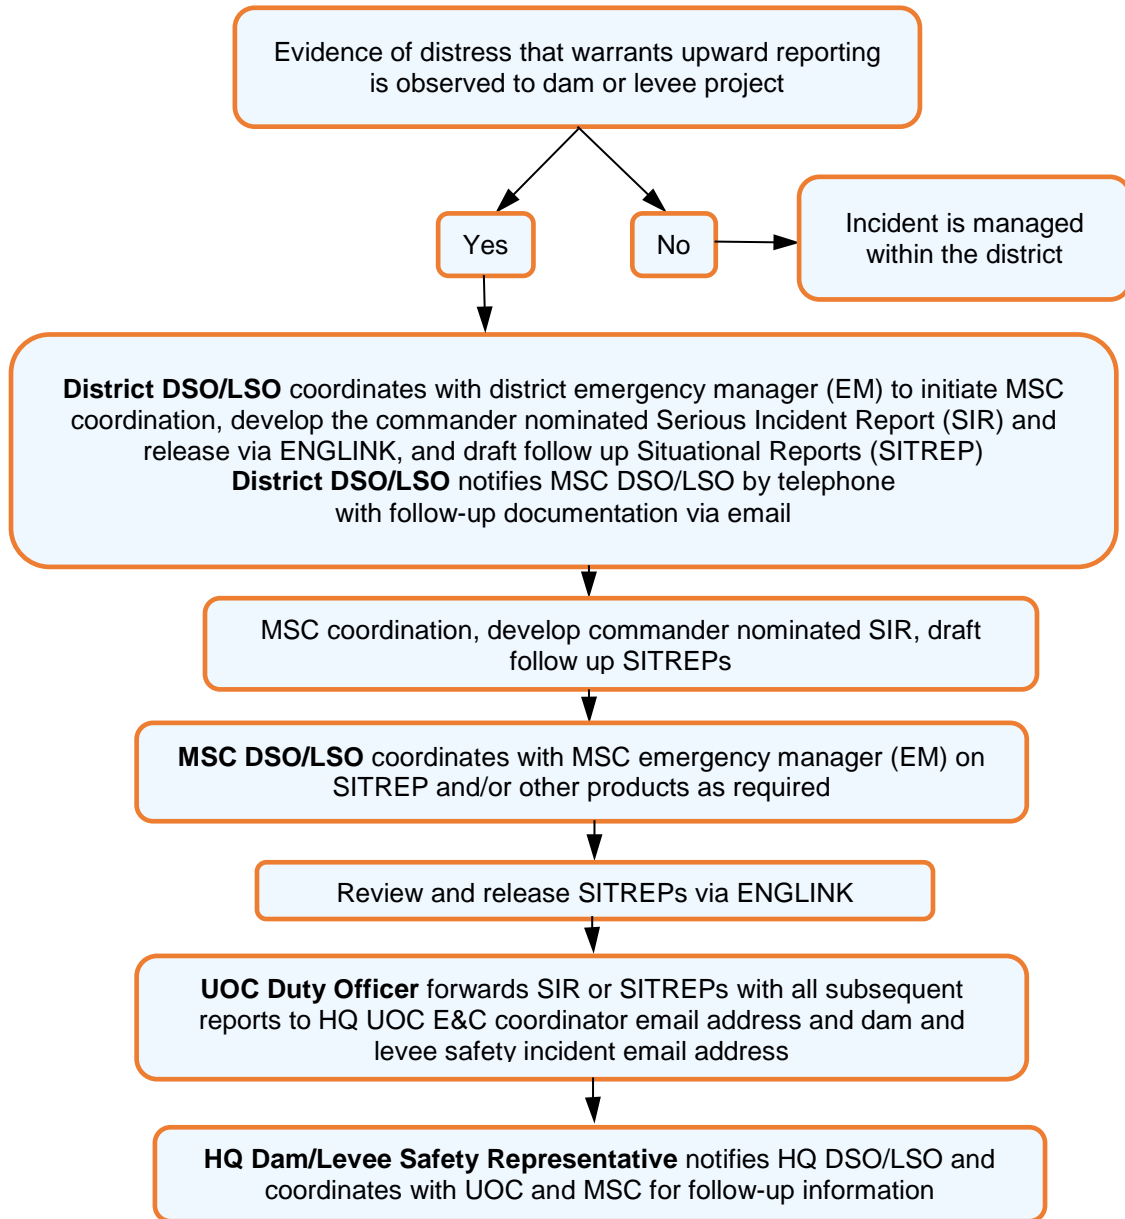 Evidence of distress that warrants upward reporting
is observed to dam or levee project
Yes
No
Incident is managed
within the district
District DSO/LSO coordinates with district emergency manager (EM) to initiate MSC
coordination, develop the commander nominated Serious Incident Report (SIR) and
release via ENGLINK, and draft follow up Situational Reports (SITREP)
District DSO/LSO notifies MSC DSO/LSO by telephone
with follow-up documentation via email
MSC coordination, develop commander nominated SIR, draft
follow up SITREPs
MSC DSO/LSO coordinates with MSC emergency manager (EM) on
SITREP and/or other products as required
Review and release SITREPs via ENGLINK
UOC Duty Officer forwards SIR or SITREPs with all subsequent
reports to HQ UOC E&C coordinator email address and dam and
levee safety incident email address
HQ Dam/Levee Safety Representative notifies HQ DSO/LSO and
coordinates with UOC and MSC for follow-up information